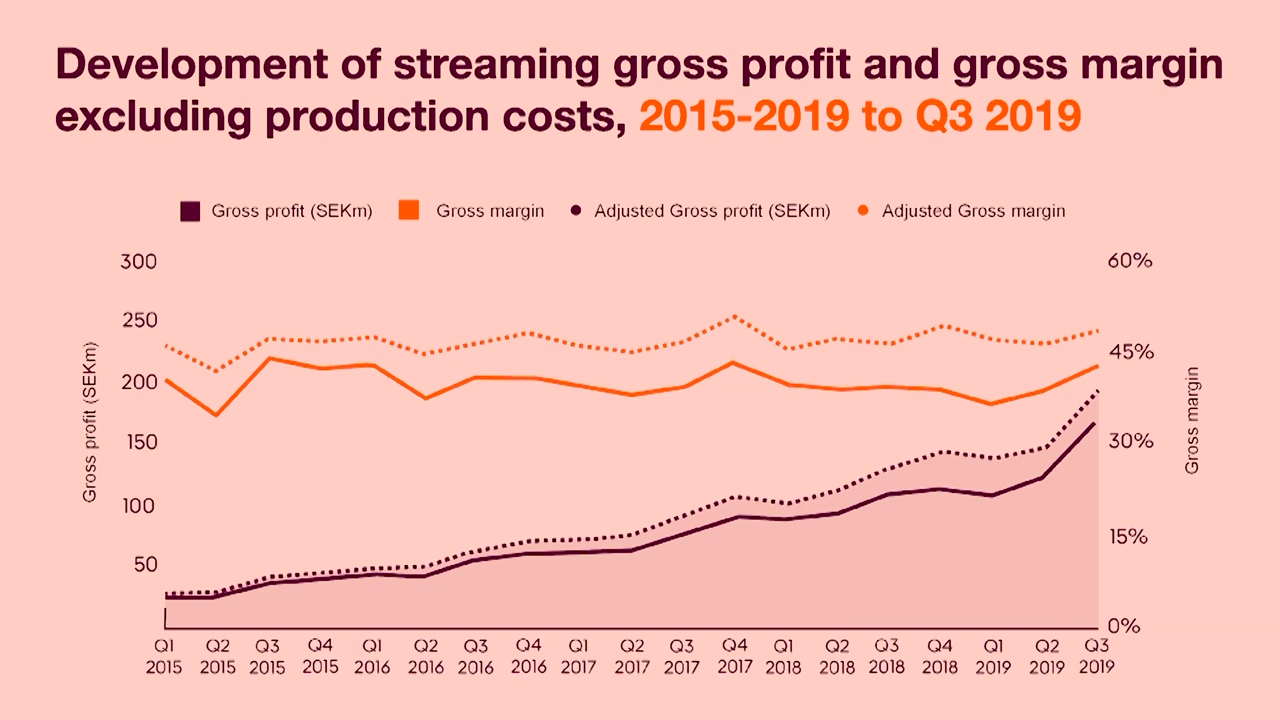 Development of streaming gross profit and gross margin
excluding production costs, 2015-2019 to Q3 2019
Gross profit (SEKm) Gross margin Adjusted Gross profit (SEKm) Adjusted Gross margin
300
250
200
150
100
50
Gross profit (SEKm)
60%
45%
30%
15%
0%
Gross margin
Q1 Q2 Q3 Q4 Q1 Q2 Q3 Q4 Q1 Q2 Q3 Q4 Q1 Q2 Q3 Q4 Q1 Q2 Q3
2015 2015 2015 2015 2016 2016 2016 2016 2017 2017 2017 2017 2018 2018 2018 2018 2019 2019 2019